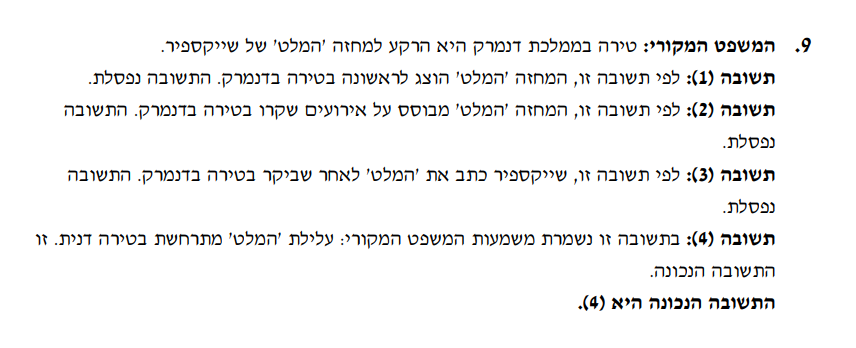 9. המשפט המקורי: טירה בממלכת דנמרק היא הרקע למחזה 'המלט' של שייקספיר.
תשובה (1): לפי תשובה זו, המחזה 'המלט' הוצג לראשונה בטירה בדנמרק. התשובה נפסלת.
תשובה (2): לפי תשובה זו, המחזה 'המלט' מבוסס על אירועים שקרו בטירה בדנמרק. התשובה
נפסלת.
תשובה (3): לפי תשובה זו, שייקספיר כתב את 'המלט' לאחר שביקר בטירה בדנמרק. התשובה
נפסלת.
תשובה (4): בתשובה זו נשמרת משמעות המשפט המקורי: עלילת 'המלט' מתרחשת בטירה דנית. זו
התשובה הנכונה.
התשובה הנכונה היא (4).